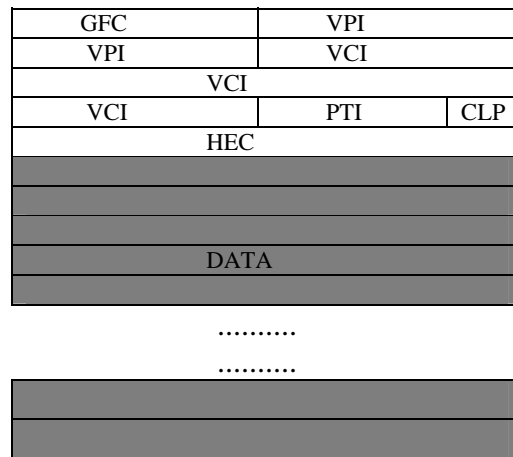 GFC VPI
VPI VCI
VCI
VCI PTI CLP
HEC
DATA
..........
..........